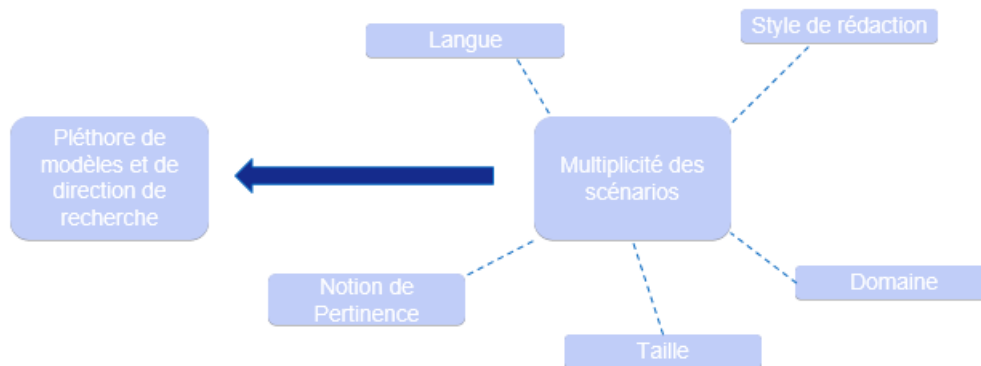 Langue
Style de rédaction
Pléthore de
modèles et de
direction de
recherche
Multiplicité des
scénarios
Notion de
Pertinence
Domaine
Taille